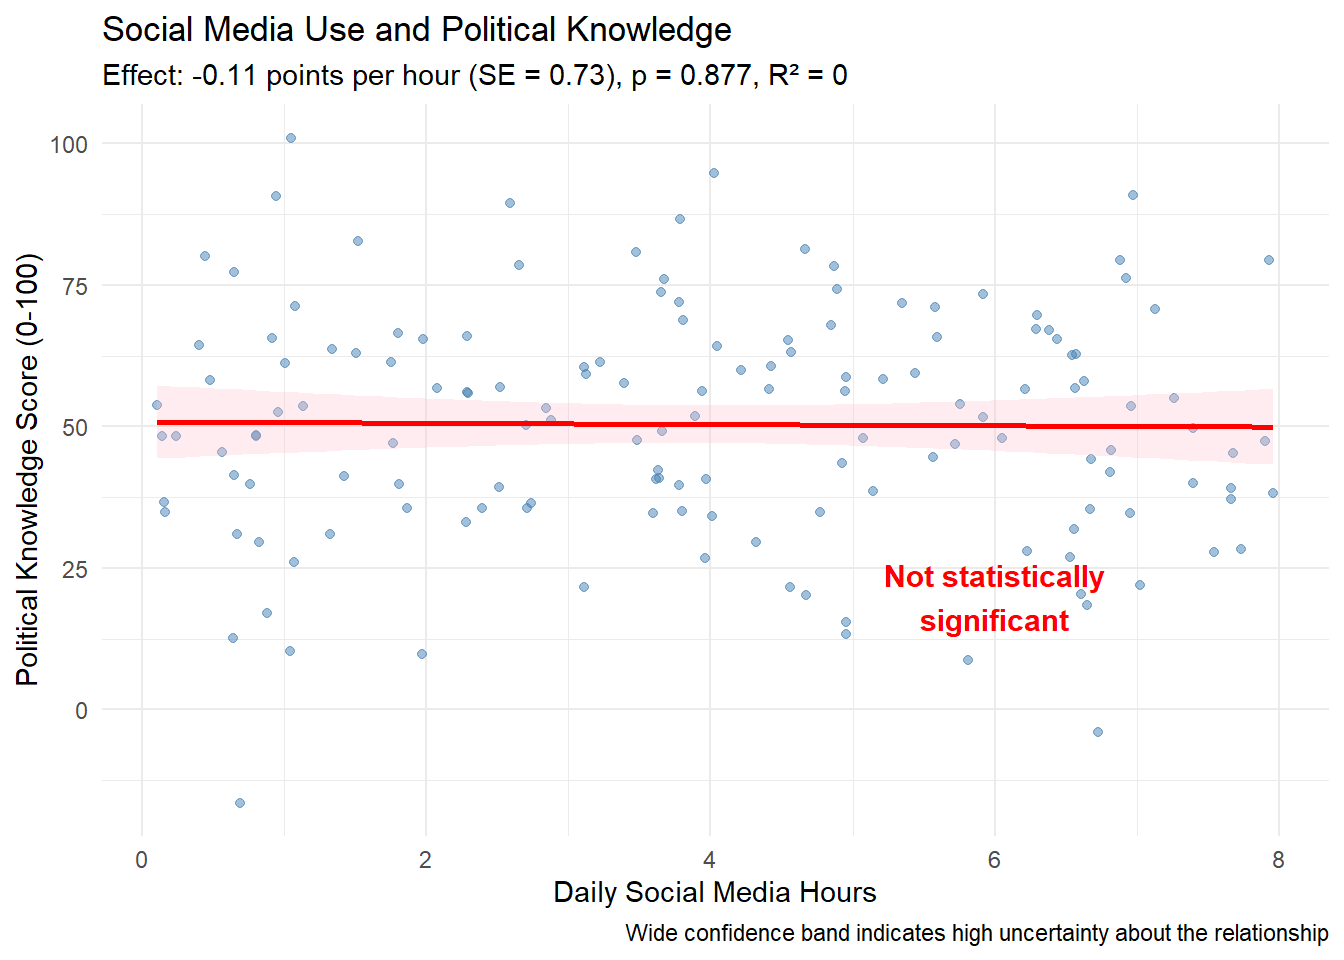 Social Media Use and Political Knowledge
Effect: -0.11 points per hour (SE = 0.73), p = 0.877, R² = 0
Political Knowledge Score (0-100)
100
75
50
25
0
Not statistically
significant
0 2 4 6 8
Daily Social Media Hours
Wide confidence band indicates high uncertainty about the relationship